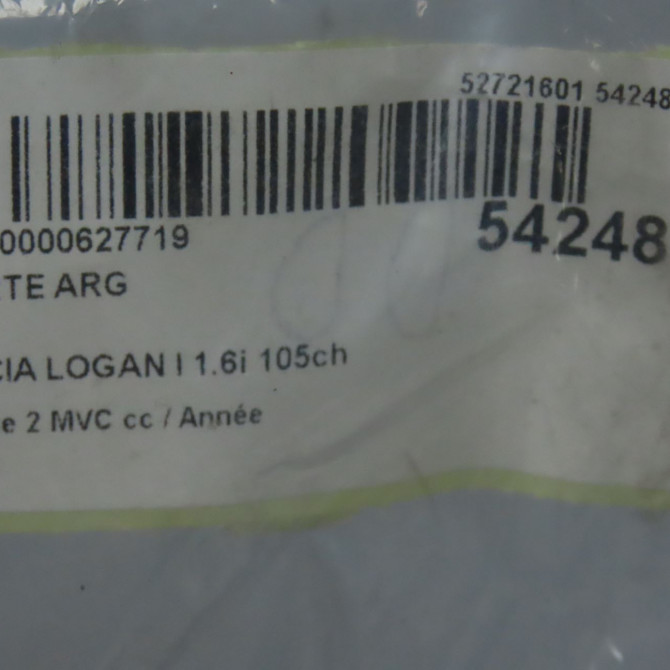 52721601 54248
0000627719
54248
TE ARG
CIA LOGAN I 1.6i 105ch
e 2 MVC cc / Année